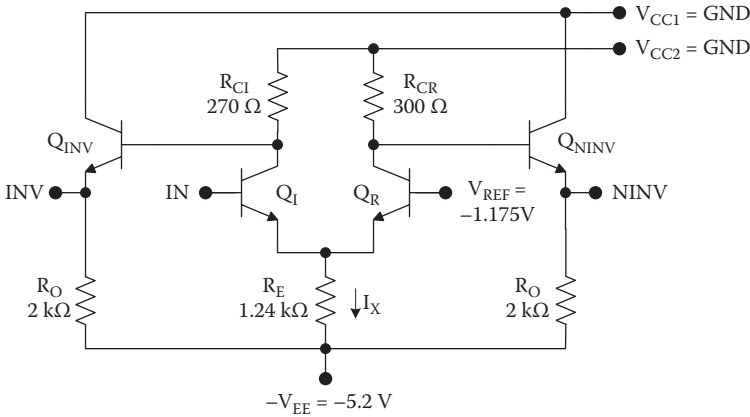 V_CC1 = GND
V_CC2 = GND
R_CI
270 Ω
R_CR
300 Ω
Q_INV
Q_NINV
INV
IN
Q_I
Q_R
V_REF =
−1.175V
NINV
R_O
2 kΩ
R_E
1.24 kΩ
I_X
R_O
2 kΩ
−V_EE = −5.2 V